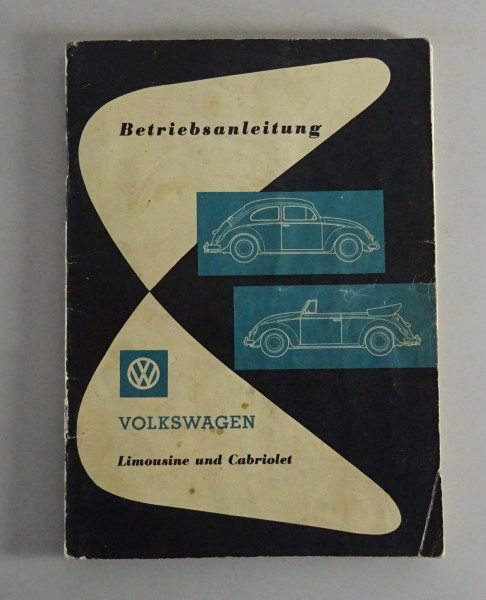 Betriebsanleitung
VW
VOLKSWAGEN
Limousine und Cabriolet